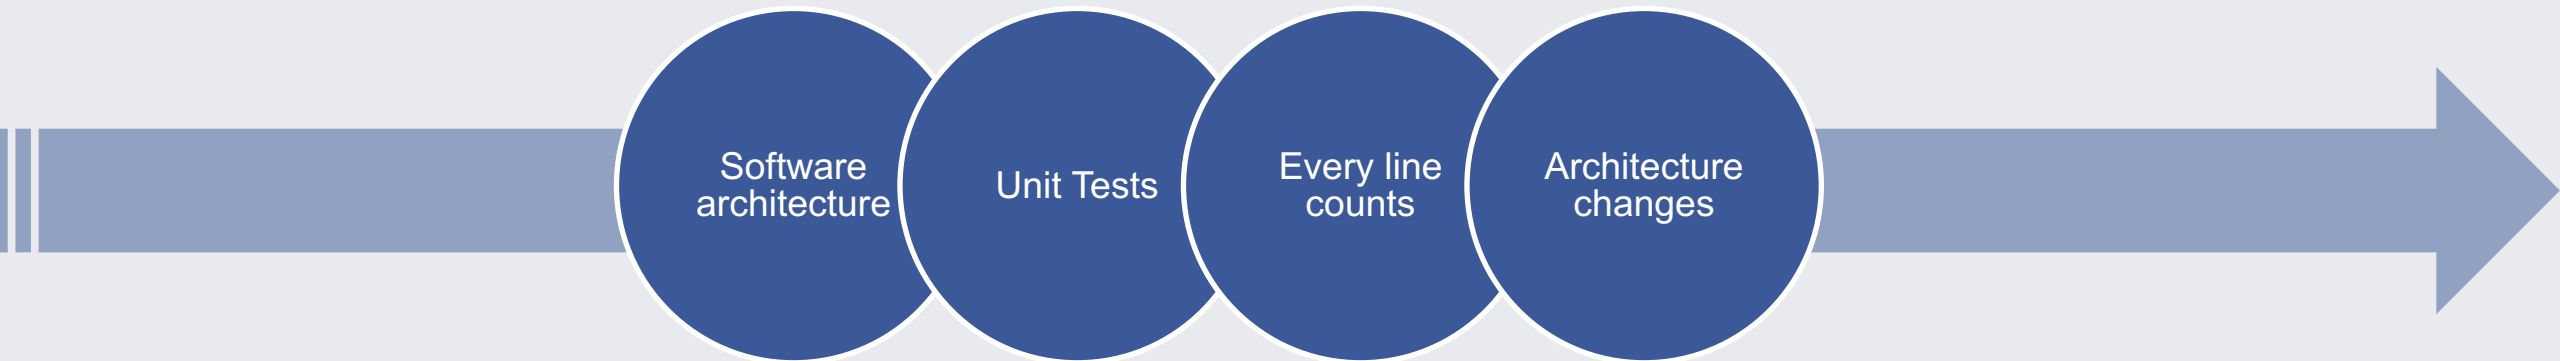 Software
architecture
Unit Tests
Every line
counts
Architecture
changes